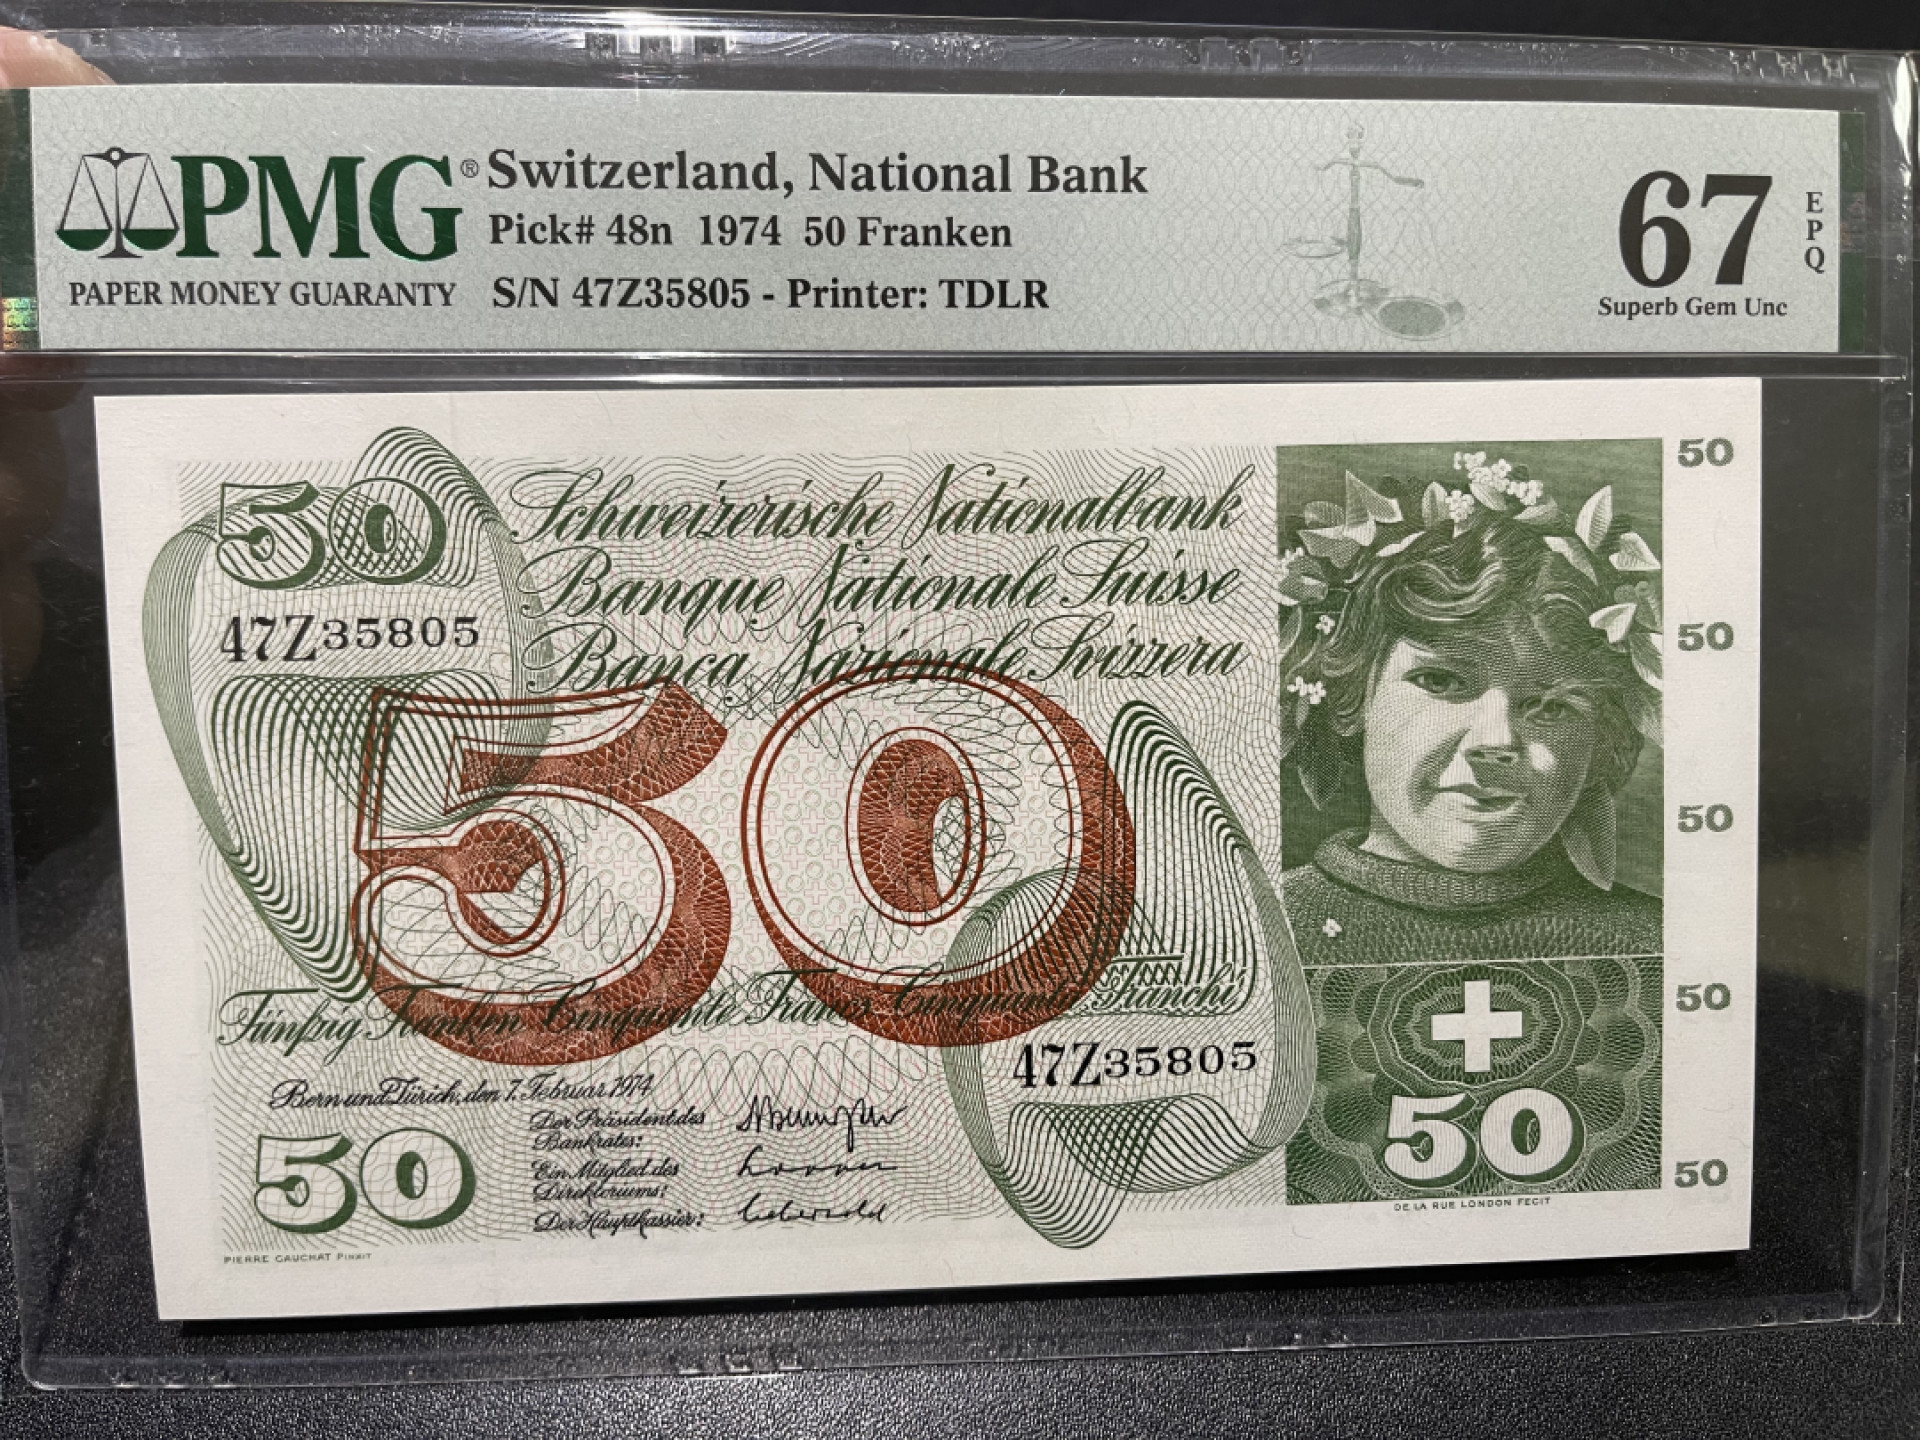 PMG®
PAPER MONEY GUARANTY
Switzerland, National Bank
Pick# 48n 1974 50 Franken
S/N 47Z35805 - Printer: TDLR
67
EPQ
Superb Gem Unc
50
Schweizerische Nationalbank
Banque Nationale Suisse
Banca Nazionale Svizzera
47Z35805
50
50
50
50
50
50
Fünfzig Franken Cinquante Francs Cinquanta Franchi
47Z35805
Bern und Zürich, den 7. Februar 1974
Der Präsident des
Bankrates:
Ein Mitglied des
Direktoriums:
Der Hauptkassier:
50
50
PIERRE GAUCHAT PINXIT
DE LA RUE LONDON FECIT